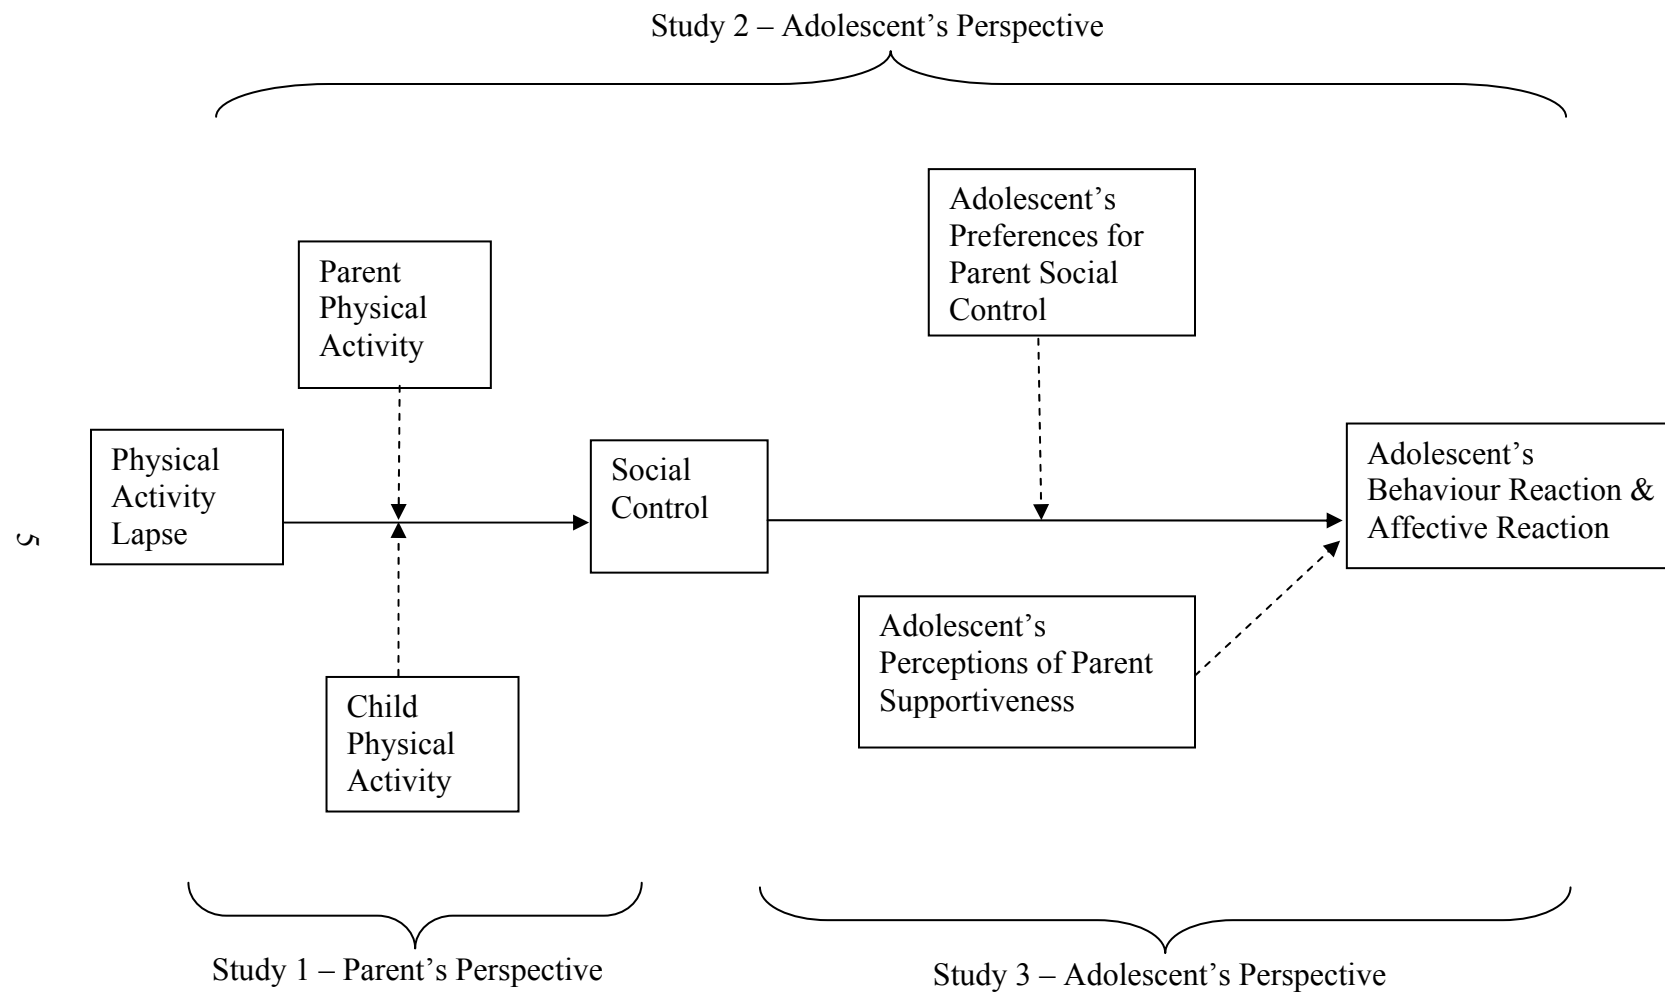 Study 2 – Adolescent’s Perspective
Adolescent’s
Preferences for
Parent Social
Control
Parent
Physical
Activity
Physical
Activity
Lapse
Social
Control
Adolescent’s
Behaviour Reaction &
Affective Reaction
5
Adolescent’s
Perceptions of Parent
Supportiveness
Child
Physical
Activity
Study 1 – Parent’s Perspective
Study 3 – Adolescent’s Perspective